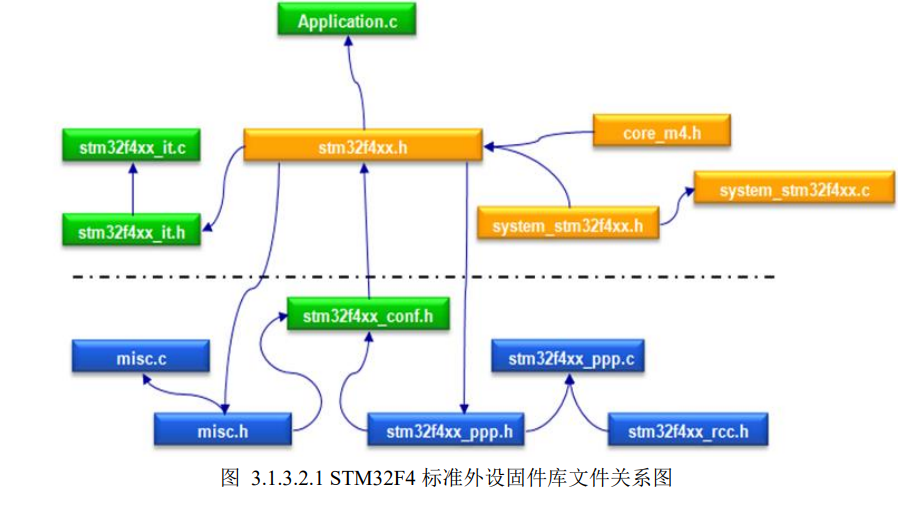 Application.c
stm32f4xx_it.c
stm32f4xx.h
core_m4.h
system_stm32f4xx.c
stm32f4xx_it.h
system_stm32f4xx.h
stm32f4xx_conf.h
misc.c
stm32f4xx_ppp.c
misc.h
stm32f4xx_ppp.h
stm32f4xx_rcc.h
图 3.1.3.2.1 STM32F4 标准外设固件库文件关系图